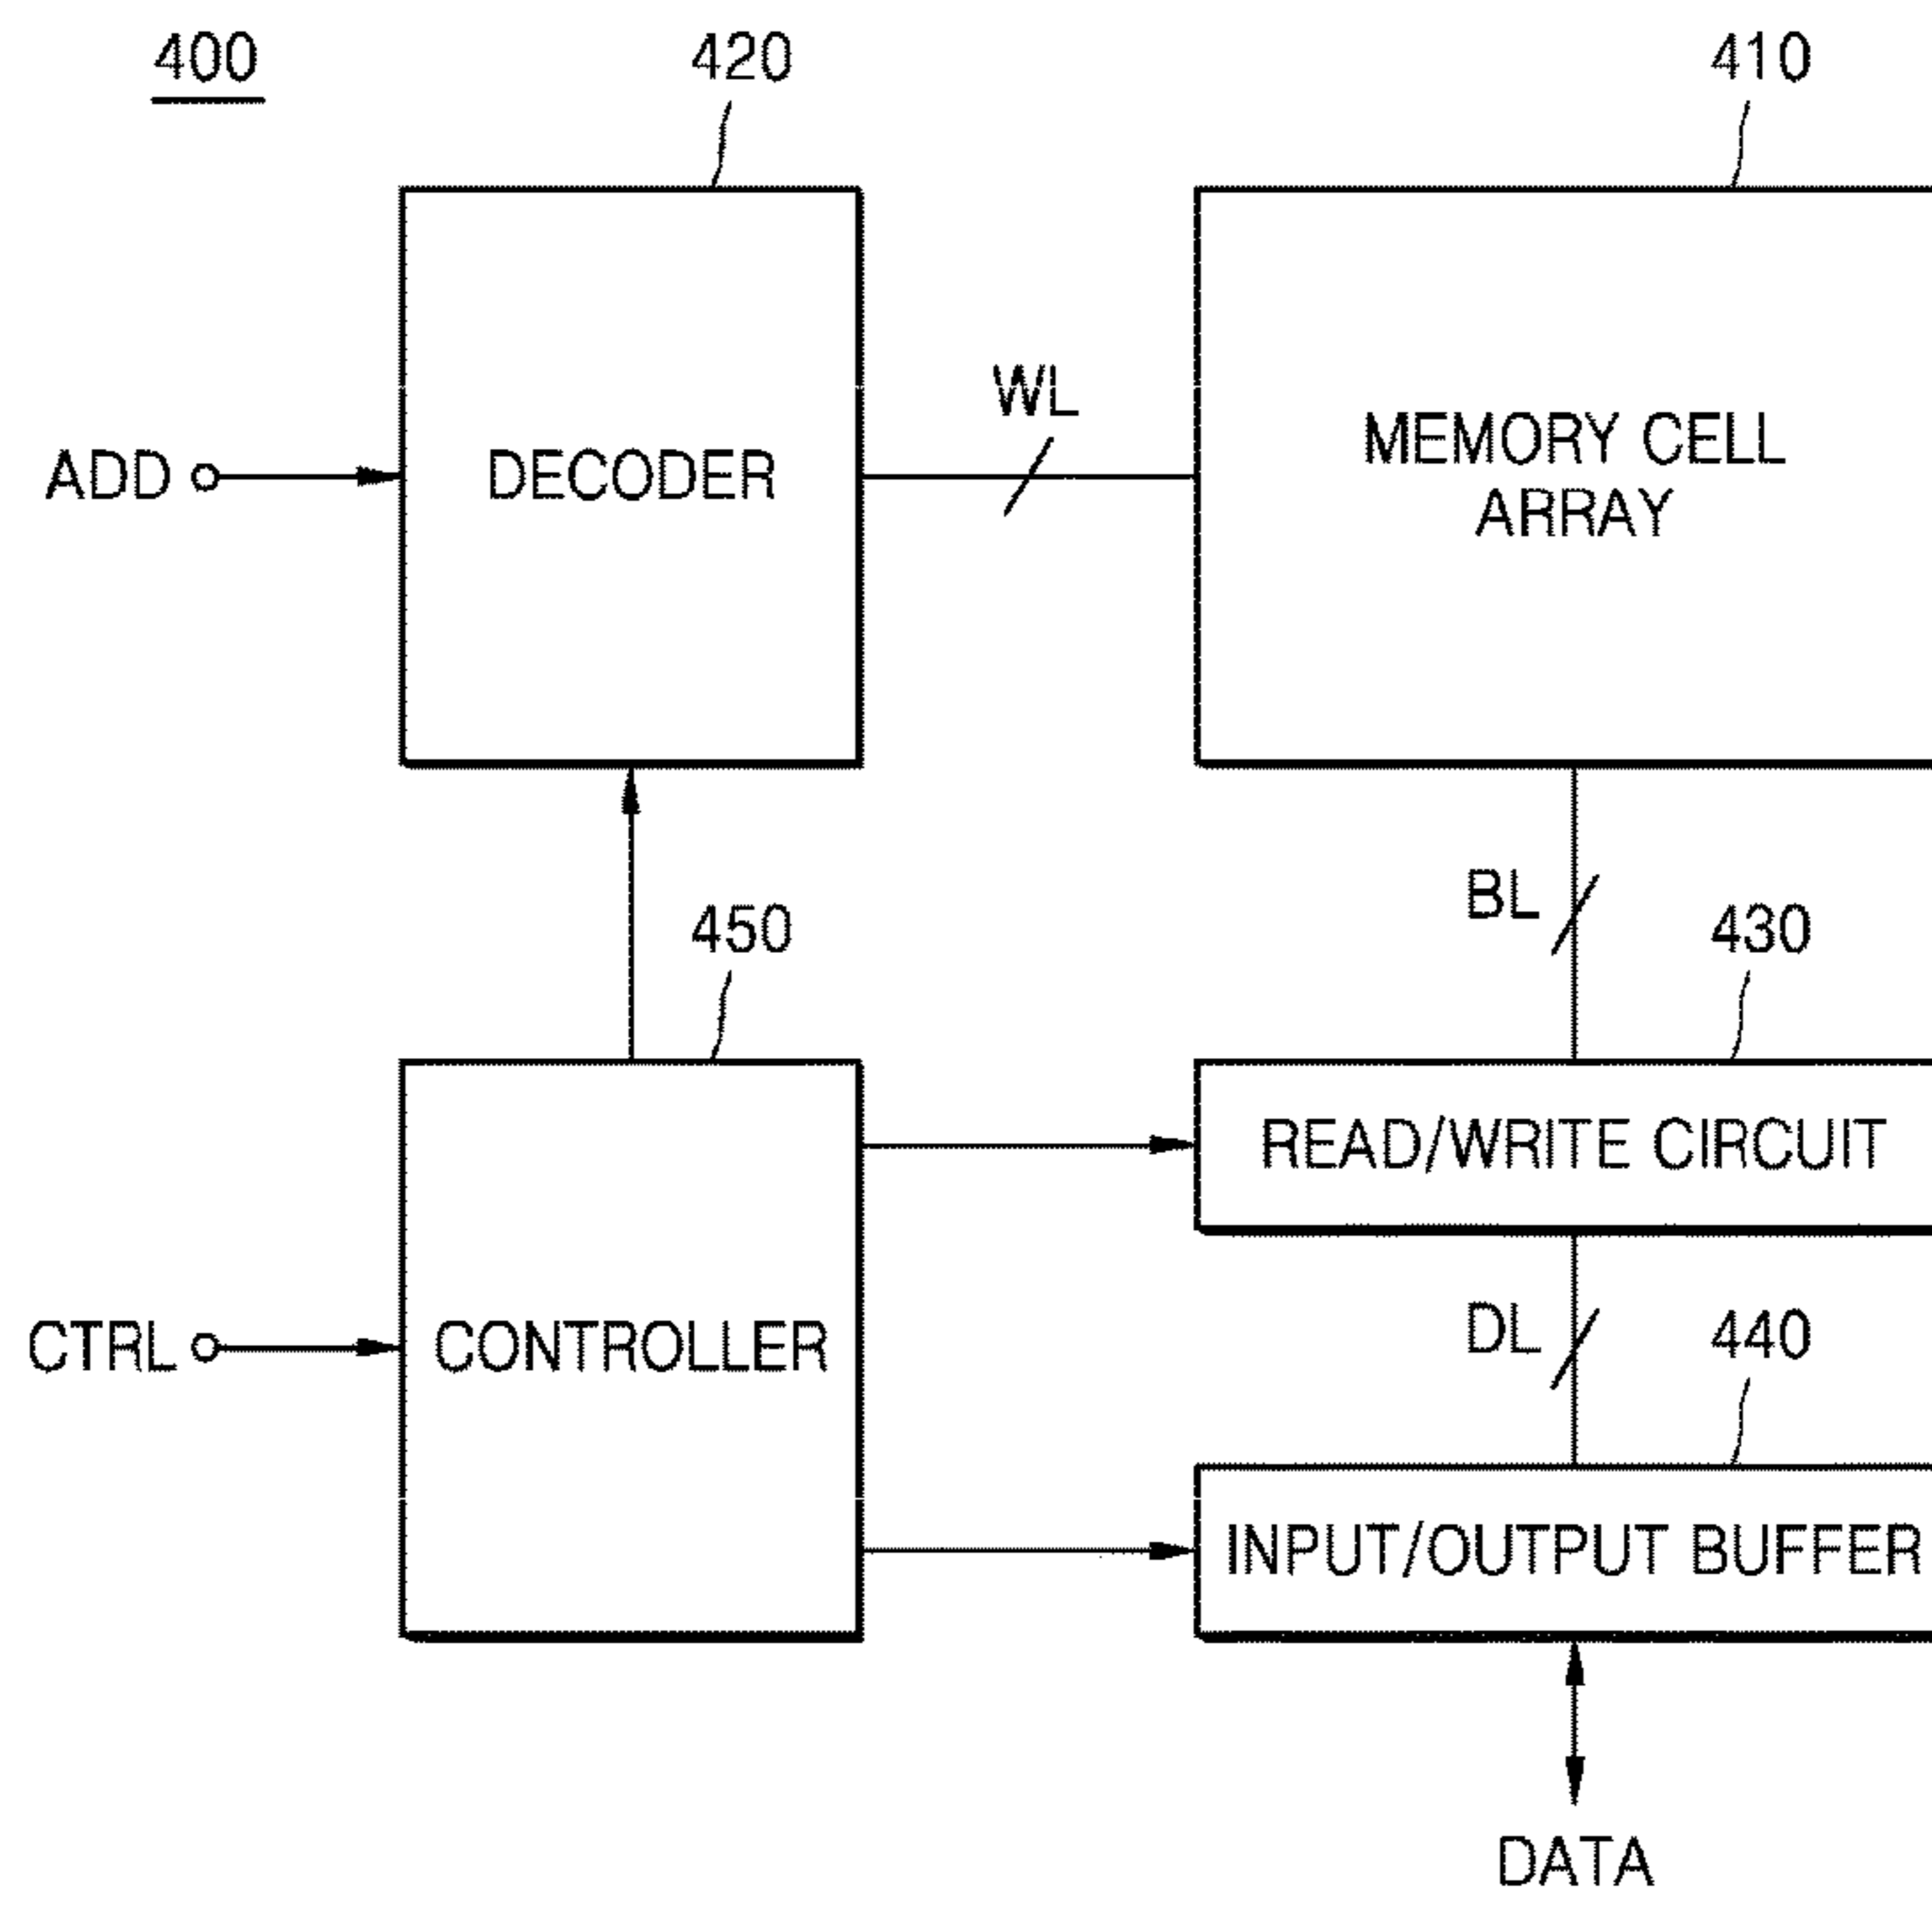 400
420
410
ADD
DECODER
WL
MEMORY CELL
ARRAY
BL
450
430
READ/WRITE CIRCUIT
CTRL
CONTROLLER
DL
440
INPUT/OUTPUT BUFFER
DATA